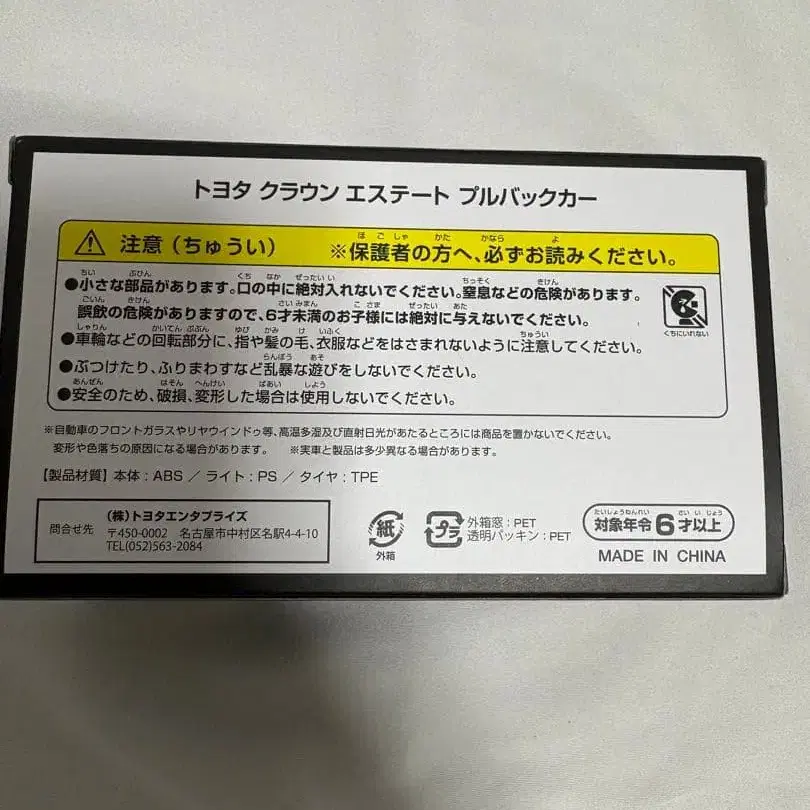 トヨタ クラウン エステート プルバックカー
注意（ちゅうい） ※保護者の方へ、必ずお読みください。
●小さな部品があります。口の中に絶対入れないでください。窒息などの危険があります。
誤飲の危険がありますので、6才未満のお子様には絶対に与えないでください。
●車輪などの回転部分に、指や髪の毛、衣服などをはさまれないように注意してください。
●ぶつけたり、ふりまわすなど乱暴な遊びをしないでください。
●安全のため、破損、変形した場合は使用しないでください。
くちにいれない
※自動車のフロントガラスやリヤウインドゥ等、高温多湿及び直射日光があたるところには商品を置かないでください。
変形や色落ちの原因になる場合があります。 ※実車と製品は多少異なる場合があります。
【製品材質】本体：ABS ／ ライト：PS ／ タイヤ：TPE
問合せ先
（株）トヨタエンタプライズ
〒450-0002 名古屋市中村区名駅4-4-10
TEL(052)563-2084
紙
外箱
プラ
外箱窓：PET
透明パッキン：PET
たいしょうねんれい さい いじょう
対象年令6才以上
MADE IN CHINA